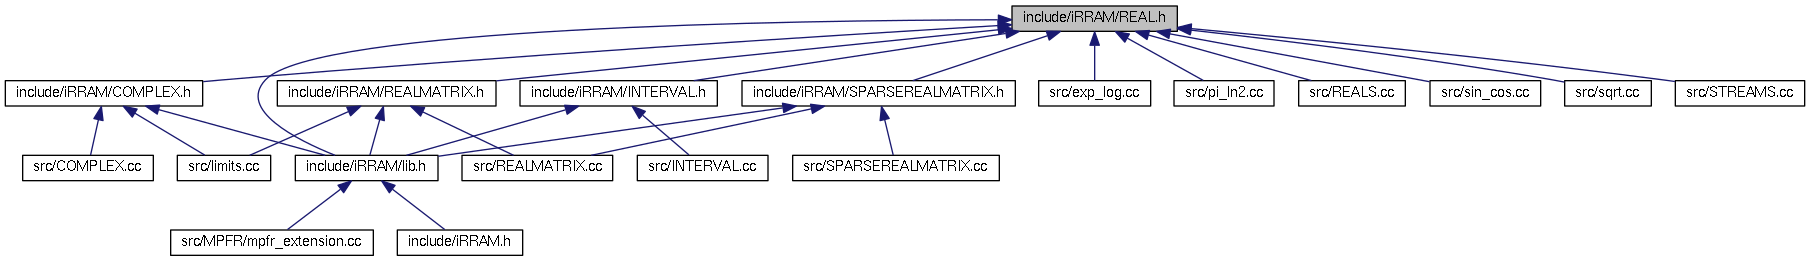 include/iRRAM/REAL.h
include/iRRAM/COMPLEX.h
include/iRRAM/REALMATRIX.h
include/iRRAM/INTERVAL.h
include/iRRAM/SPARSEREALMATRIX.h
src/exp_log.cc
src/pi_ln2.cc
src/REALS.cc
src/sin_cos.cc
src/sqrt.cc
src/STREAMS.cc
src/COMPLEX.cc
src/limits.cc
include/iRRAM/lib.h
src/REALMATRIX.cc
src/INTERVAL.cc
src/SPARSEREALMATRIX.cc
src/MPFR/mpfr_extension.cc
include/iRRAM.h